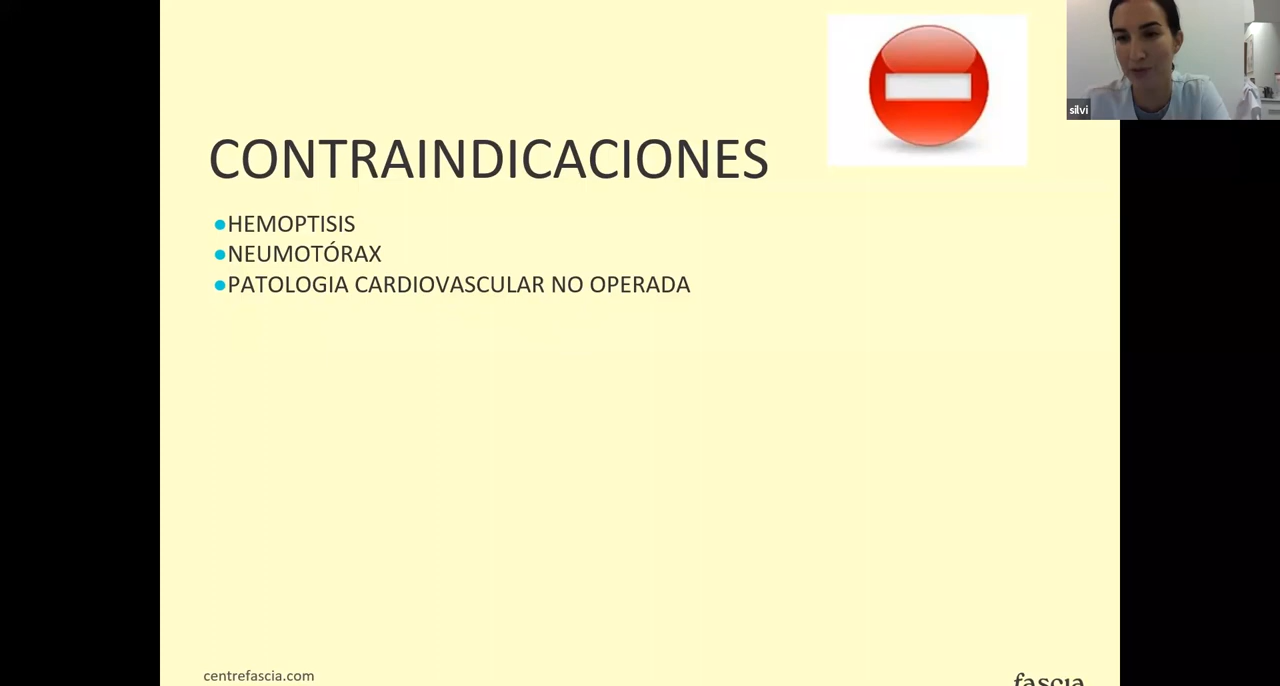 silvi
CONTRAINDICACIONES
●HEMOPTISIS
●NEUMOTÓRAX
●PATOLOGIA CARDIOVASCULAR NO OPERADA
centrefascia.com
fascia